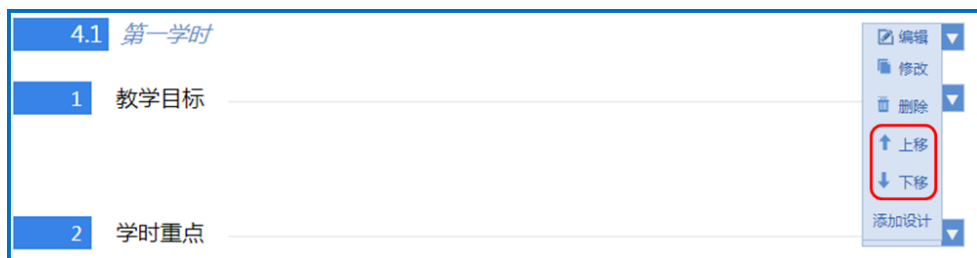 4.1 第一学时
编辑
修改
1 教学目标
删除
上移
下移
2 学时重点
添加设计